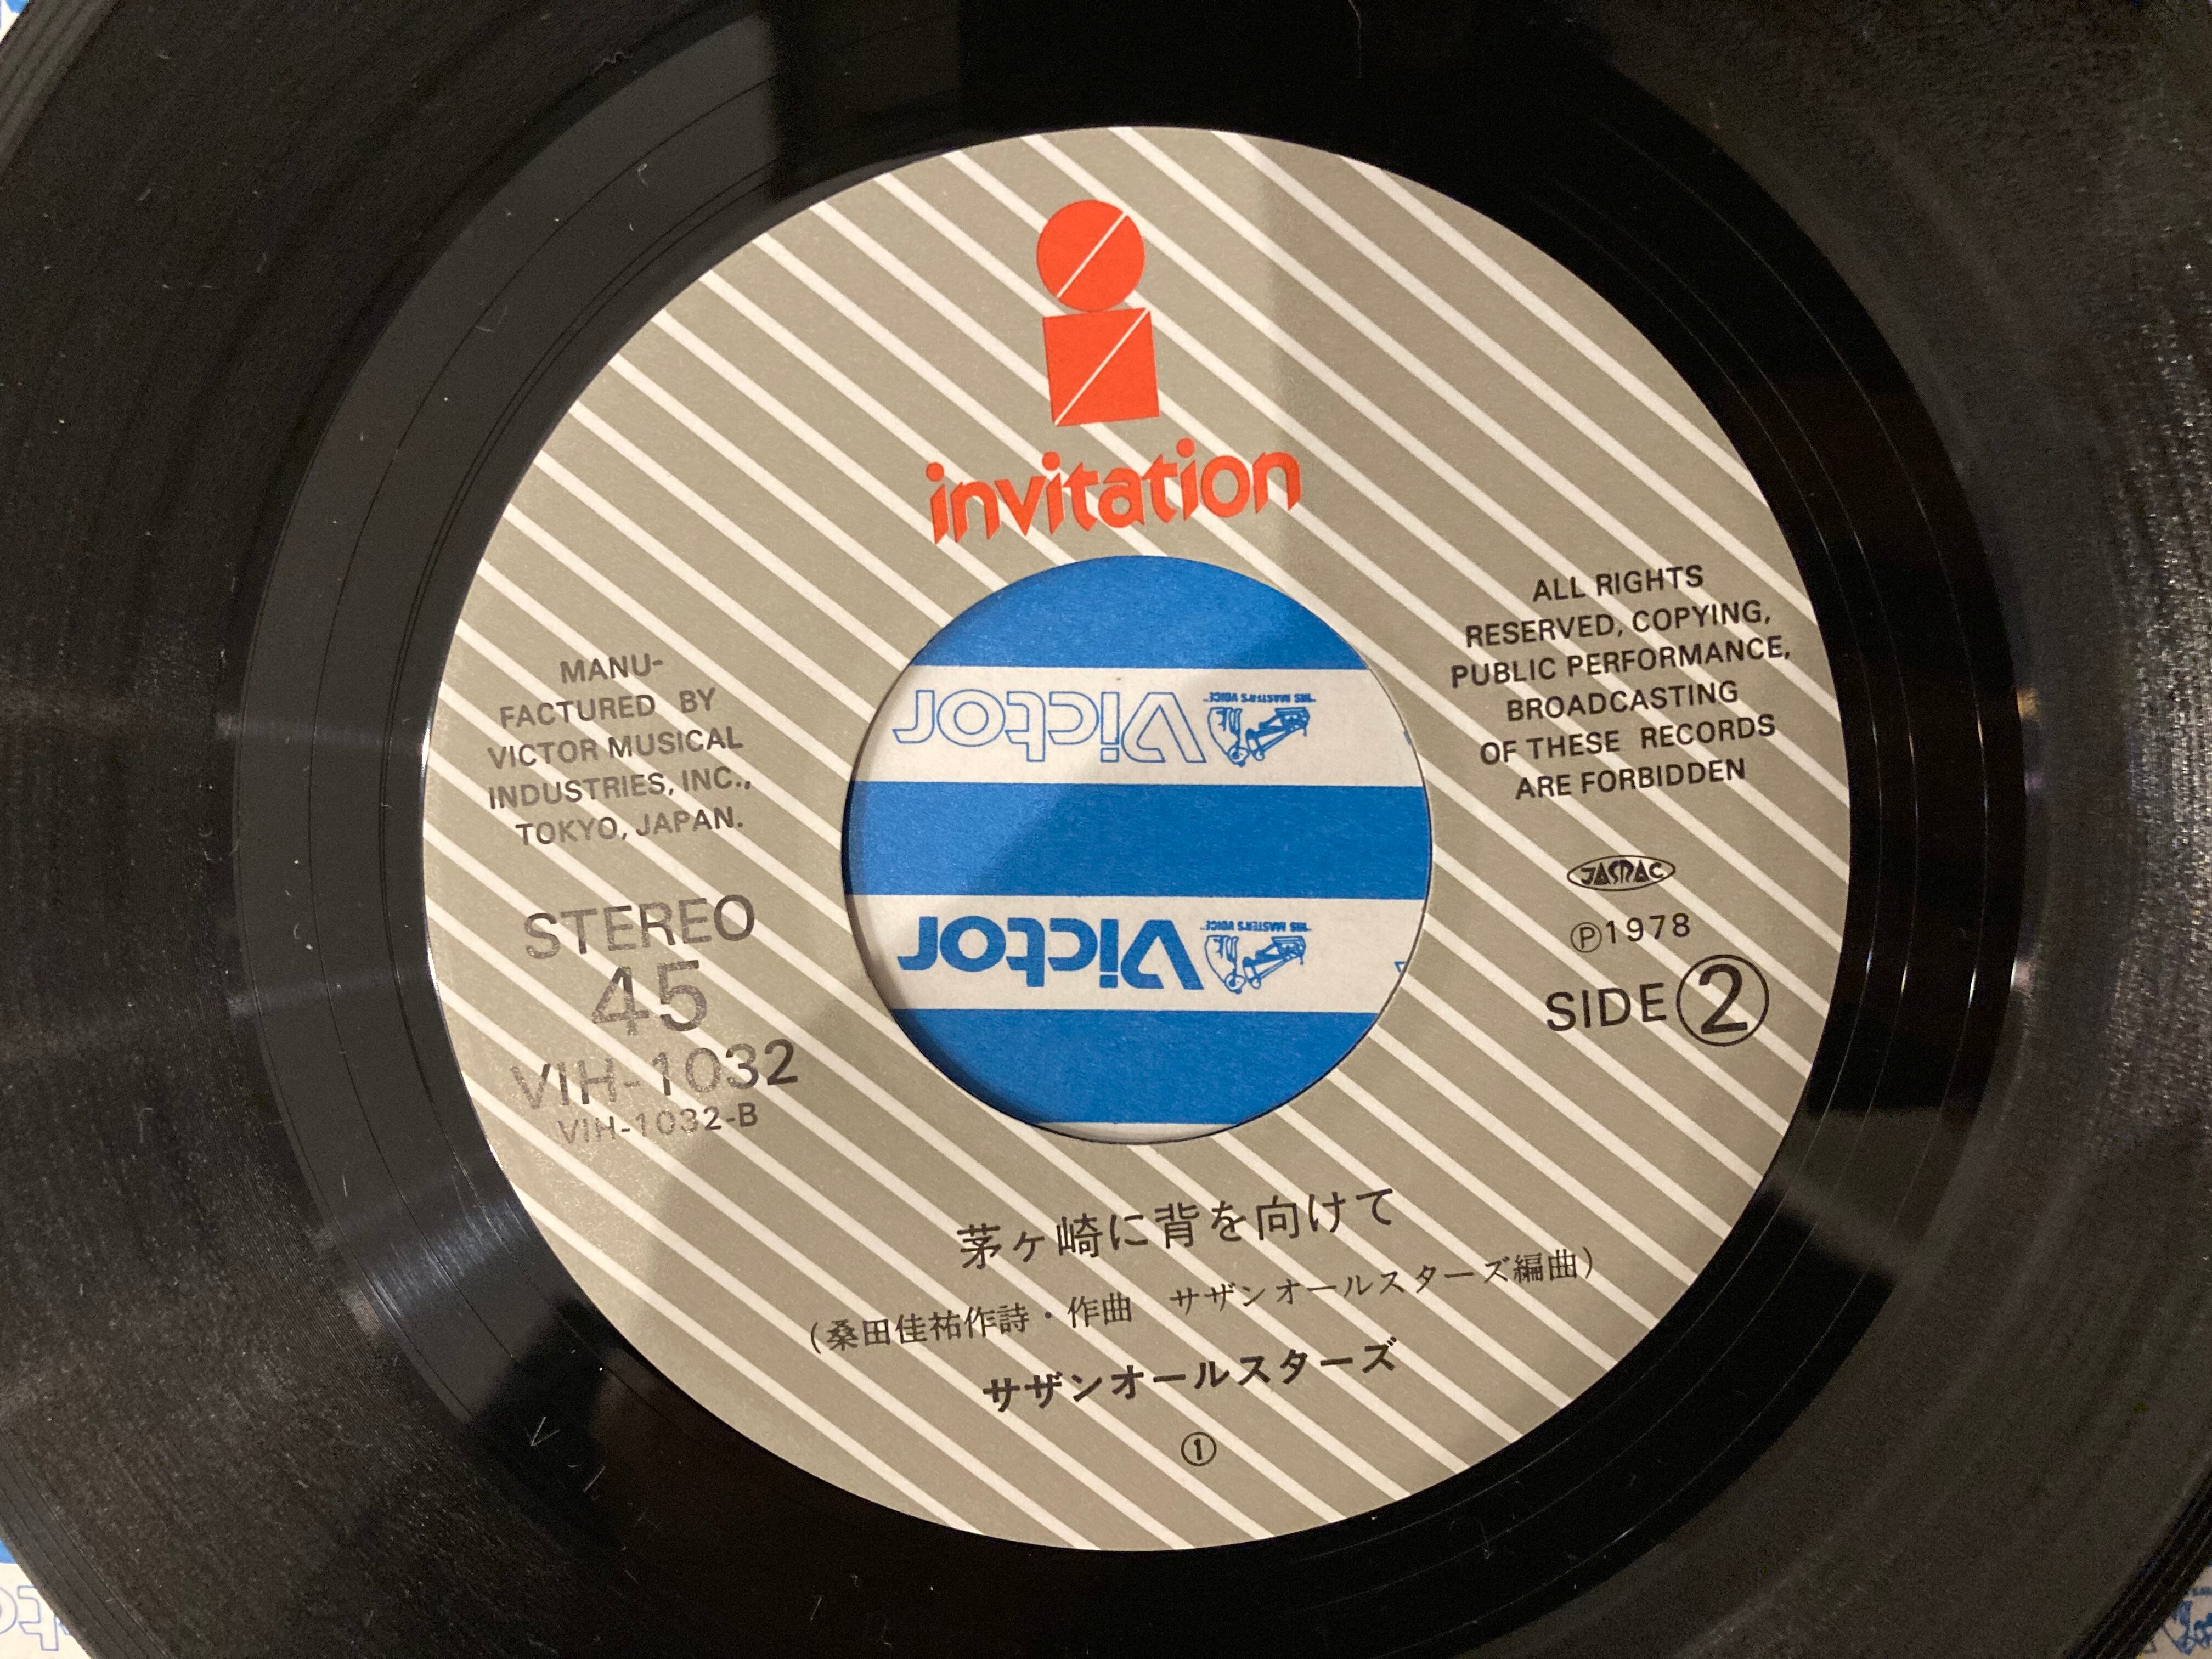 invitation
MANU-
FACTURED BY
VICTOR MUSICAL
INDUSTRIES, INC.,
TOKYO, JAPAN.
STEREO
45
VIH-1032
VIH-1032-B
Victor "HIS MASTER'S VOICE"
Victor "HIS MASTER'S VOICE"
ALL RIGHTS
RESERVED, COPYING,
PUBLIC PERFORMANCE,
BROADCASTING
OF THESE RECORDS
ARE FORBIDDEN
JASRAC
℗1978
SIDE ②
茅ヶ崎に背を向けて
(桑田佳祐作詩・作曲 サザンオールスターズ編曲)
サザンオールスターズ
①